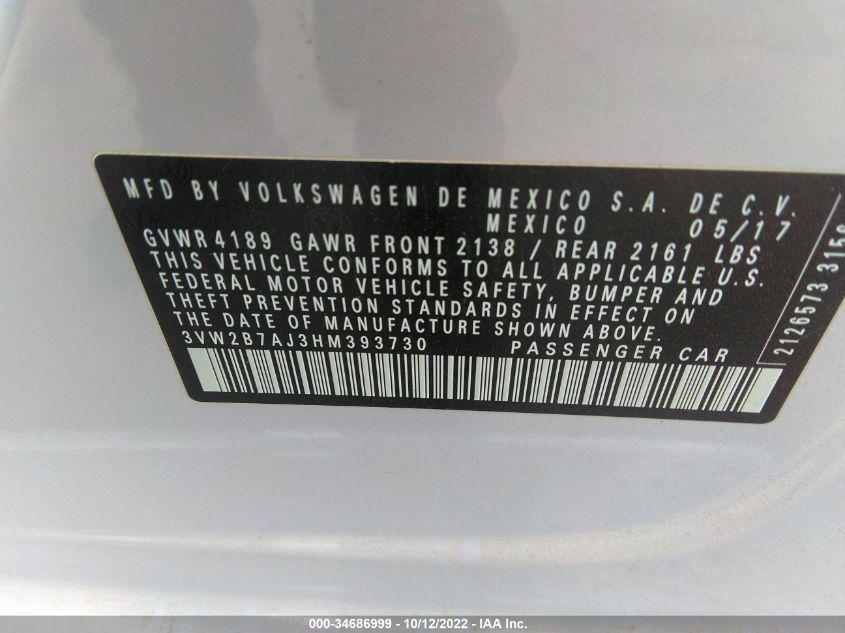 MFD BY VOLKSWAGEN DE MEXICO S.A. DE C.V.
MEXICO 05/17
GVWR 4189 GAWR FRONT 2138 / REAR 2161 LBS
THIS VEHICLE CONFORMS TO ALL APPLICABLE U.S.
FEDERAL MOTOR VEHICLE SAFETY, BUMPER AND
THEFT PREVENTION STANDARDS IN EFFECT ON
THE DATE OF MANUFACTURE SHOWN ABOVE.
3VW2B7AJ3HM393730 PASSENGER CAR
2126573
000-34686999 - 10/12/2022 - IAA Inc.